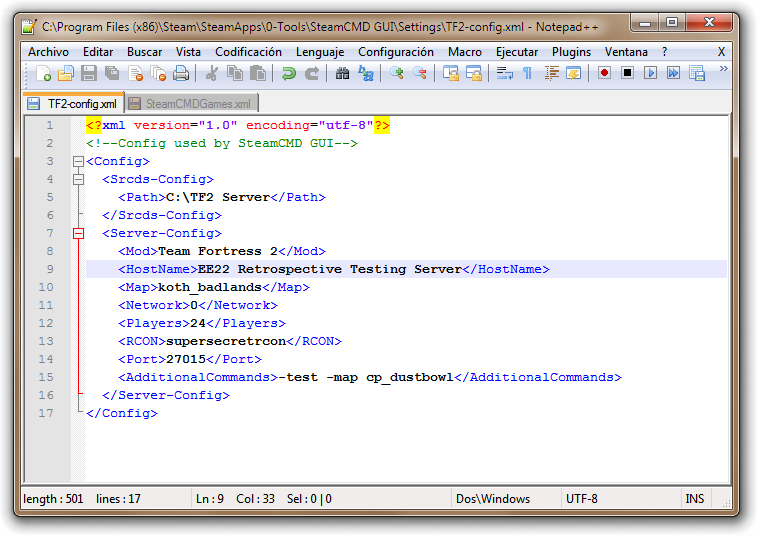 C:\Program Files (x86)\Steam\SteamApps\0-Tools\SteamCMD GUI\Settings\TF2-config.xml - Notepad++
Archivo Editar Buscar Vista Codificación Lenguaje Configuración Macro Ejecutar Plugins Ventana ? X
TF2-config.xml SteamCMDGames.xml
1 <?xml version="1.0" encoding="utf-8"?>
2 <!--Config used by SteamCMD GUI-->
3 <Config>
4 <Srcds-Config>
5 <Path>C:\TF2 Server</Path>
6 </Srcds-Config>
7 <Server-Config>
8 <Mod>Team Fortress 2</Mod>
9 <HostName>EE22 Retrospective Testing Server</HostName>
10 <Map>koth_badlands</Map>
11 <Network>0</Network>
12 <Players>24</Players>
13 <RCON>supersecretrcon</RCON>
14 <Port>27015</Port>
15 <AdditionalCommands>-test -map cp_dustbowl</AdditionalCommands>
16 </Server-Config>
17 </Config>
length : 501 lines : 17 Ln : 9 Col : 33 Sel : 0 | 0 Dos\Windows UTF-8 INS